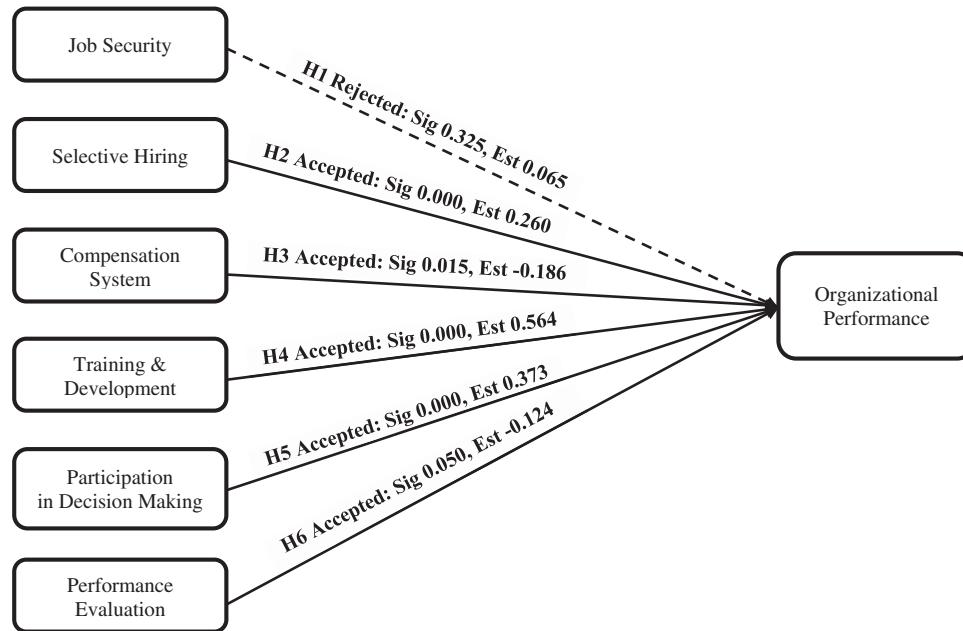 Job Security
H1 Rejected: Sig 0.325, Est 0.065
Selective Hiring
H2 Accepted: Sig 0.000, Est 0.260
Compensation
System
H3 Accepted: Sig 0.015, Est -0.186
Organizational
Performance
Training &
Development
H4 Accepted: Sig 0.000, Est 0.564
Participation
in Decision Making
H5 Accepted: Sig 0.000, Est 0.373
Performance
Evaluation
H6 Accepted: Sig 0.050, Est -0.124